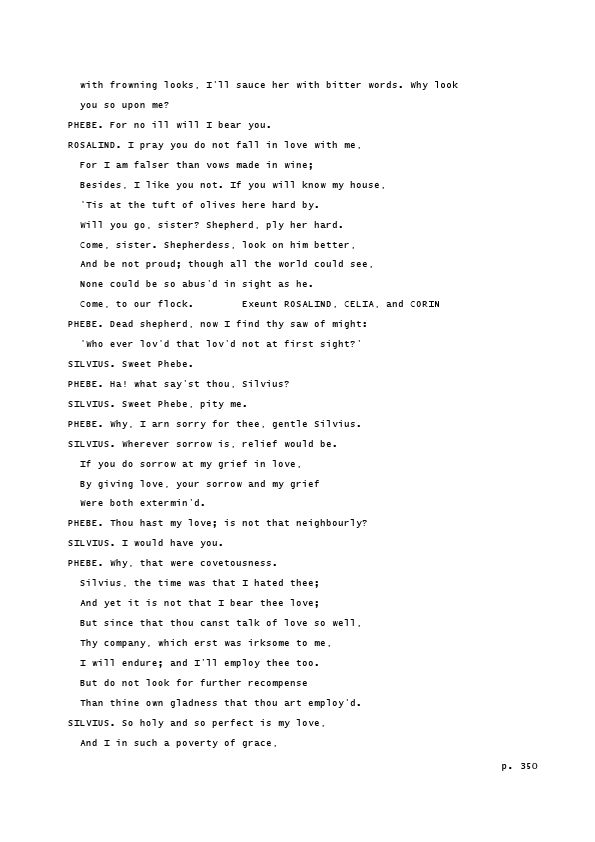 with frowning looks, I'll sauce her with bitter words. Why look
you so upon me?
PHEBE. For no ill will I bear you.
ROSALIND. I pray you do not fall in love with me,
For I am falser than vows made in wine;
Besides, I like you not. If you will know my house,
'Tis at the tuft of olives here hard by.
Will you go, sister? Shepherd, ply her hard.
Come, sister. Shepherdess, look on him better,
And be not proud; though all the world could see,
None could be so abus'd in sight as he.
Come, to our flock. Exeunt ROSALIND, CELIA, and CORIN
PHEBE. Dead shepherd, now I find thy saw of might:
'Who ever lov'd that lov'd not at first sight?'
SILVIUS. Sweet Phebe.
PHEBE. Ha! what say'st thou, Silvius?
SILVIUS. Sweet Phebe, pity me.
PHEBE. Why, I arn sorry for thee, gentle Silvius.
SILVIUS. Wherever sorrow is, relief would be.
If you do sorrow at my grief in love,
By giving love, your sorrow and my grief
Were both extermin'd.
PHEBE. Thou hast my love; is not that neighbourly?
SILVIUS. I would have you.
PHEBE. Why, that were covetousness.
Silvius, the time was that I hated thee;
And yet it is not that I bear thee love;
But since that thou canst talk of love so well,
Thy company, which erst was irksome to me,
I will endure; and I'll employ thee too.
But do not look for further recompense
Than thine own gladness that thou art employ'd.
SILVIUS. So holy and so perfect is my love,
And I in such a poverty of grace,
p. 350